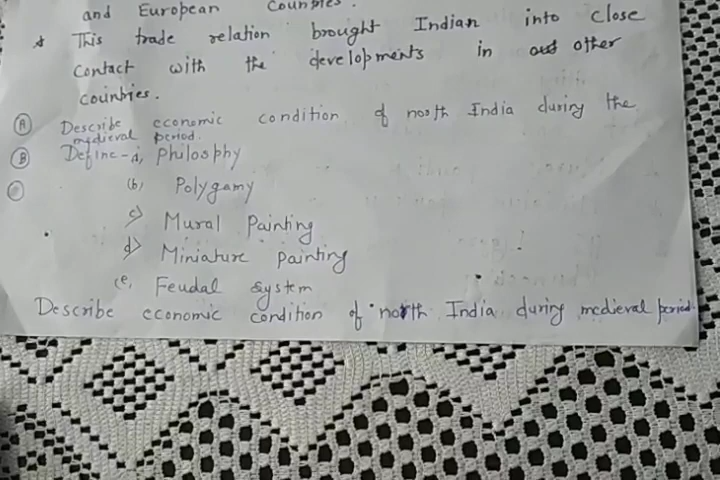 and European Countries.
* This trade relation brought Indian into close
contact with the developments in other
countries.
(A) Describe economic condition of north India during the
medieval period.
(B) Define - a, Philosphy
(b, Polygamy
c) Mural Painting
d) Miniature painting
(e, Feudal system
Describe economic condition of north India during medieval period.